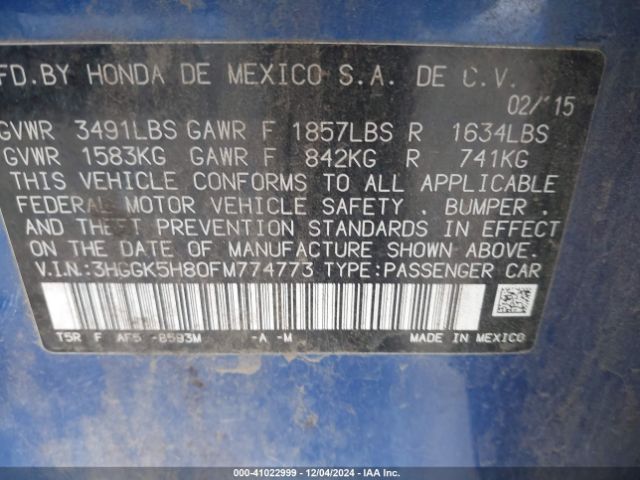 FD.BY HONDA DE MEXICO S.A. DE C.V.
02/15
GVWR 3491LBS GAWR F 1857LBS R 1634LBS
GVWR 1583KG GAWR F 842KG R 741KG
THIS VEHICLE CONFORMS TO ALL APPLICABLE
FEDERAL MOTOR VEHICLE SAFETY , BUMPER ,
AND THEFT PREVENTION STANDARDS IN EFFECT
ON THE DATE OF MANUFACTURE SHOWN ABOVE.
V.I.N.:3HGGK5H80FM774773 TYPE:PASSENGER CAR
T5R F AF5 -B593M -A -M MADE IN MEXICO
000-41022999 - 12/04/2024 - IAA Inc.